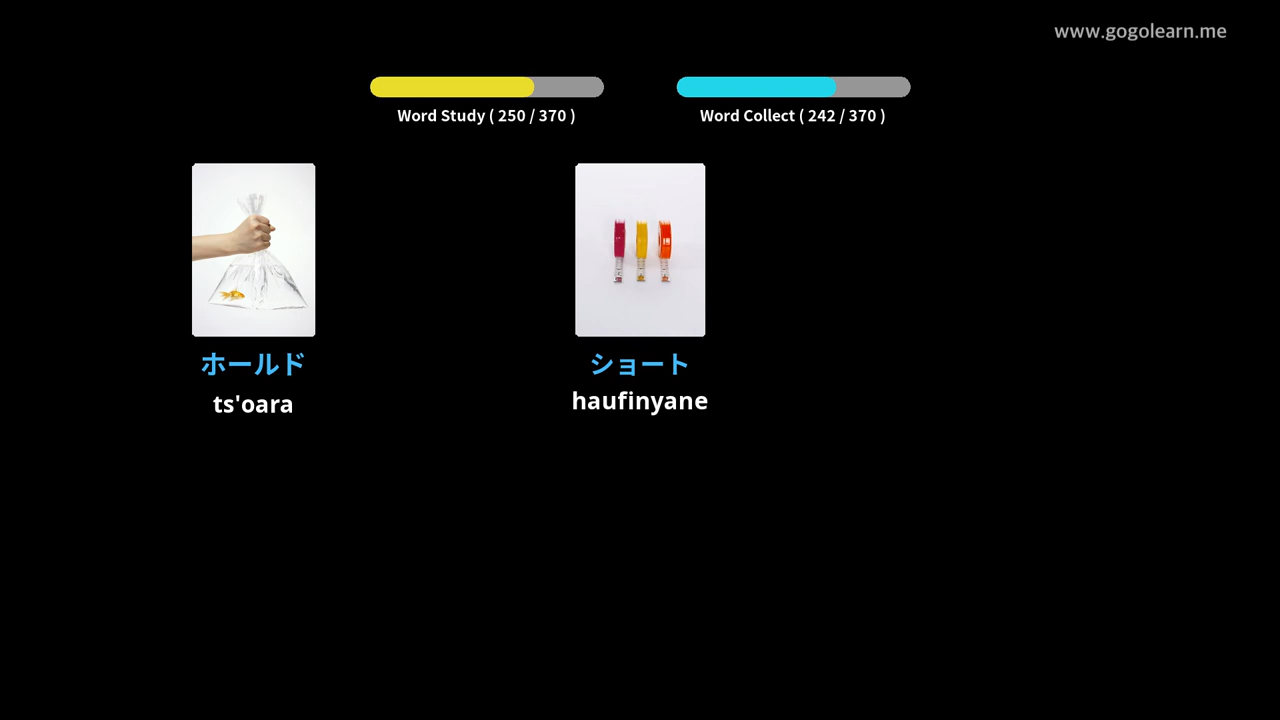 www.gogolearn.me
Word Study ( 250 / 370 )
Word Collect ( 242 / 370 )
ホールド
ts'oara
ショート
haufinyane